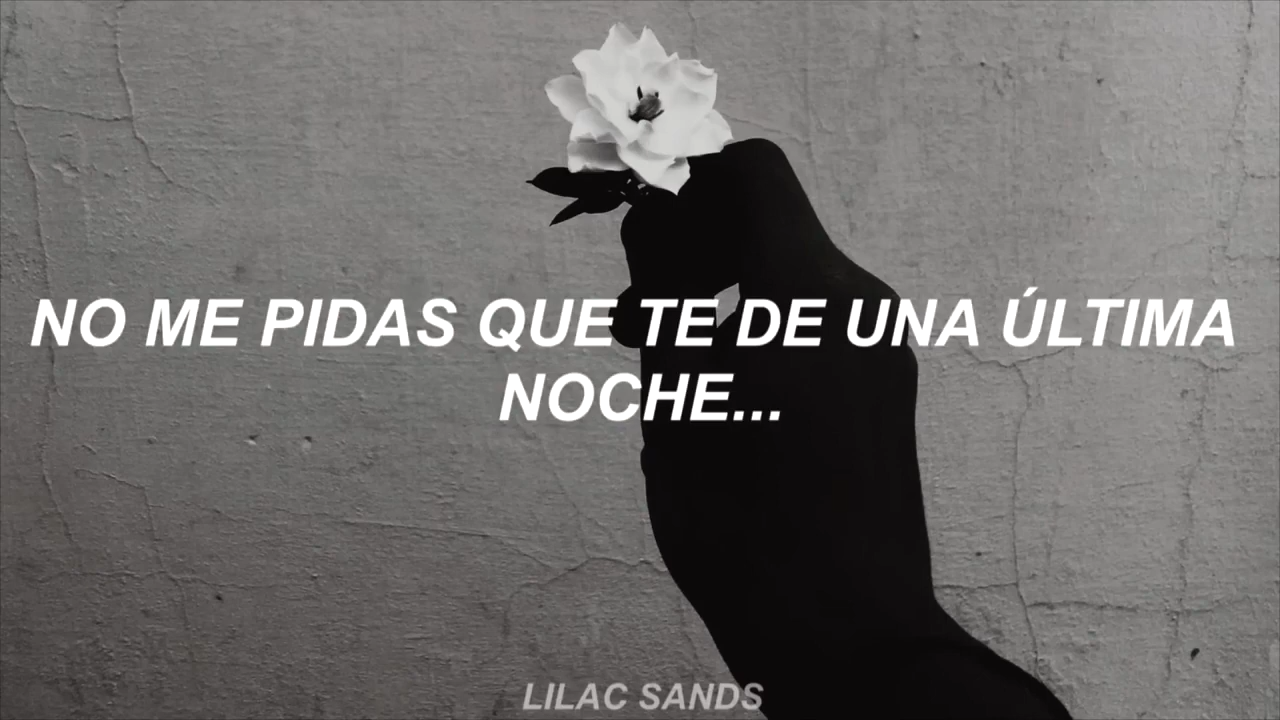 NO ME PIDAS QUE TE DE UNA ÚLTIMA
NOCHE...
LILAC SANDS